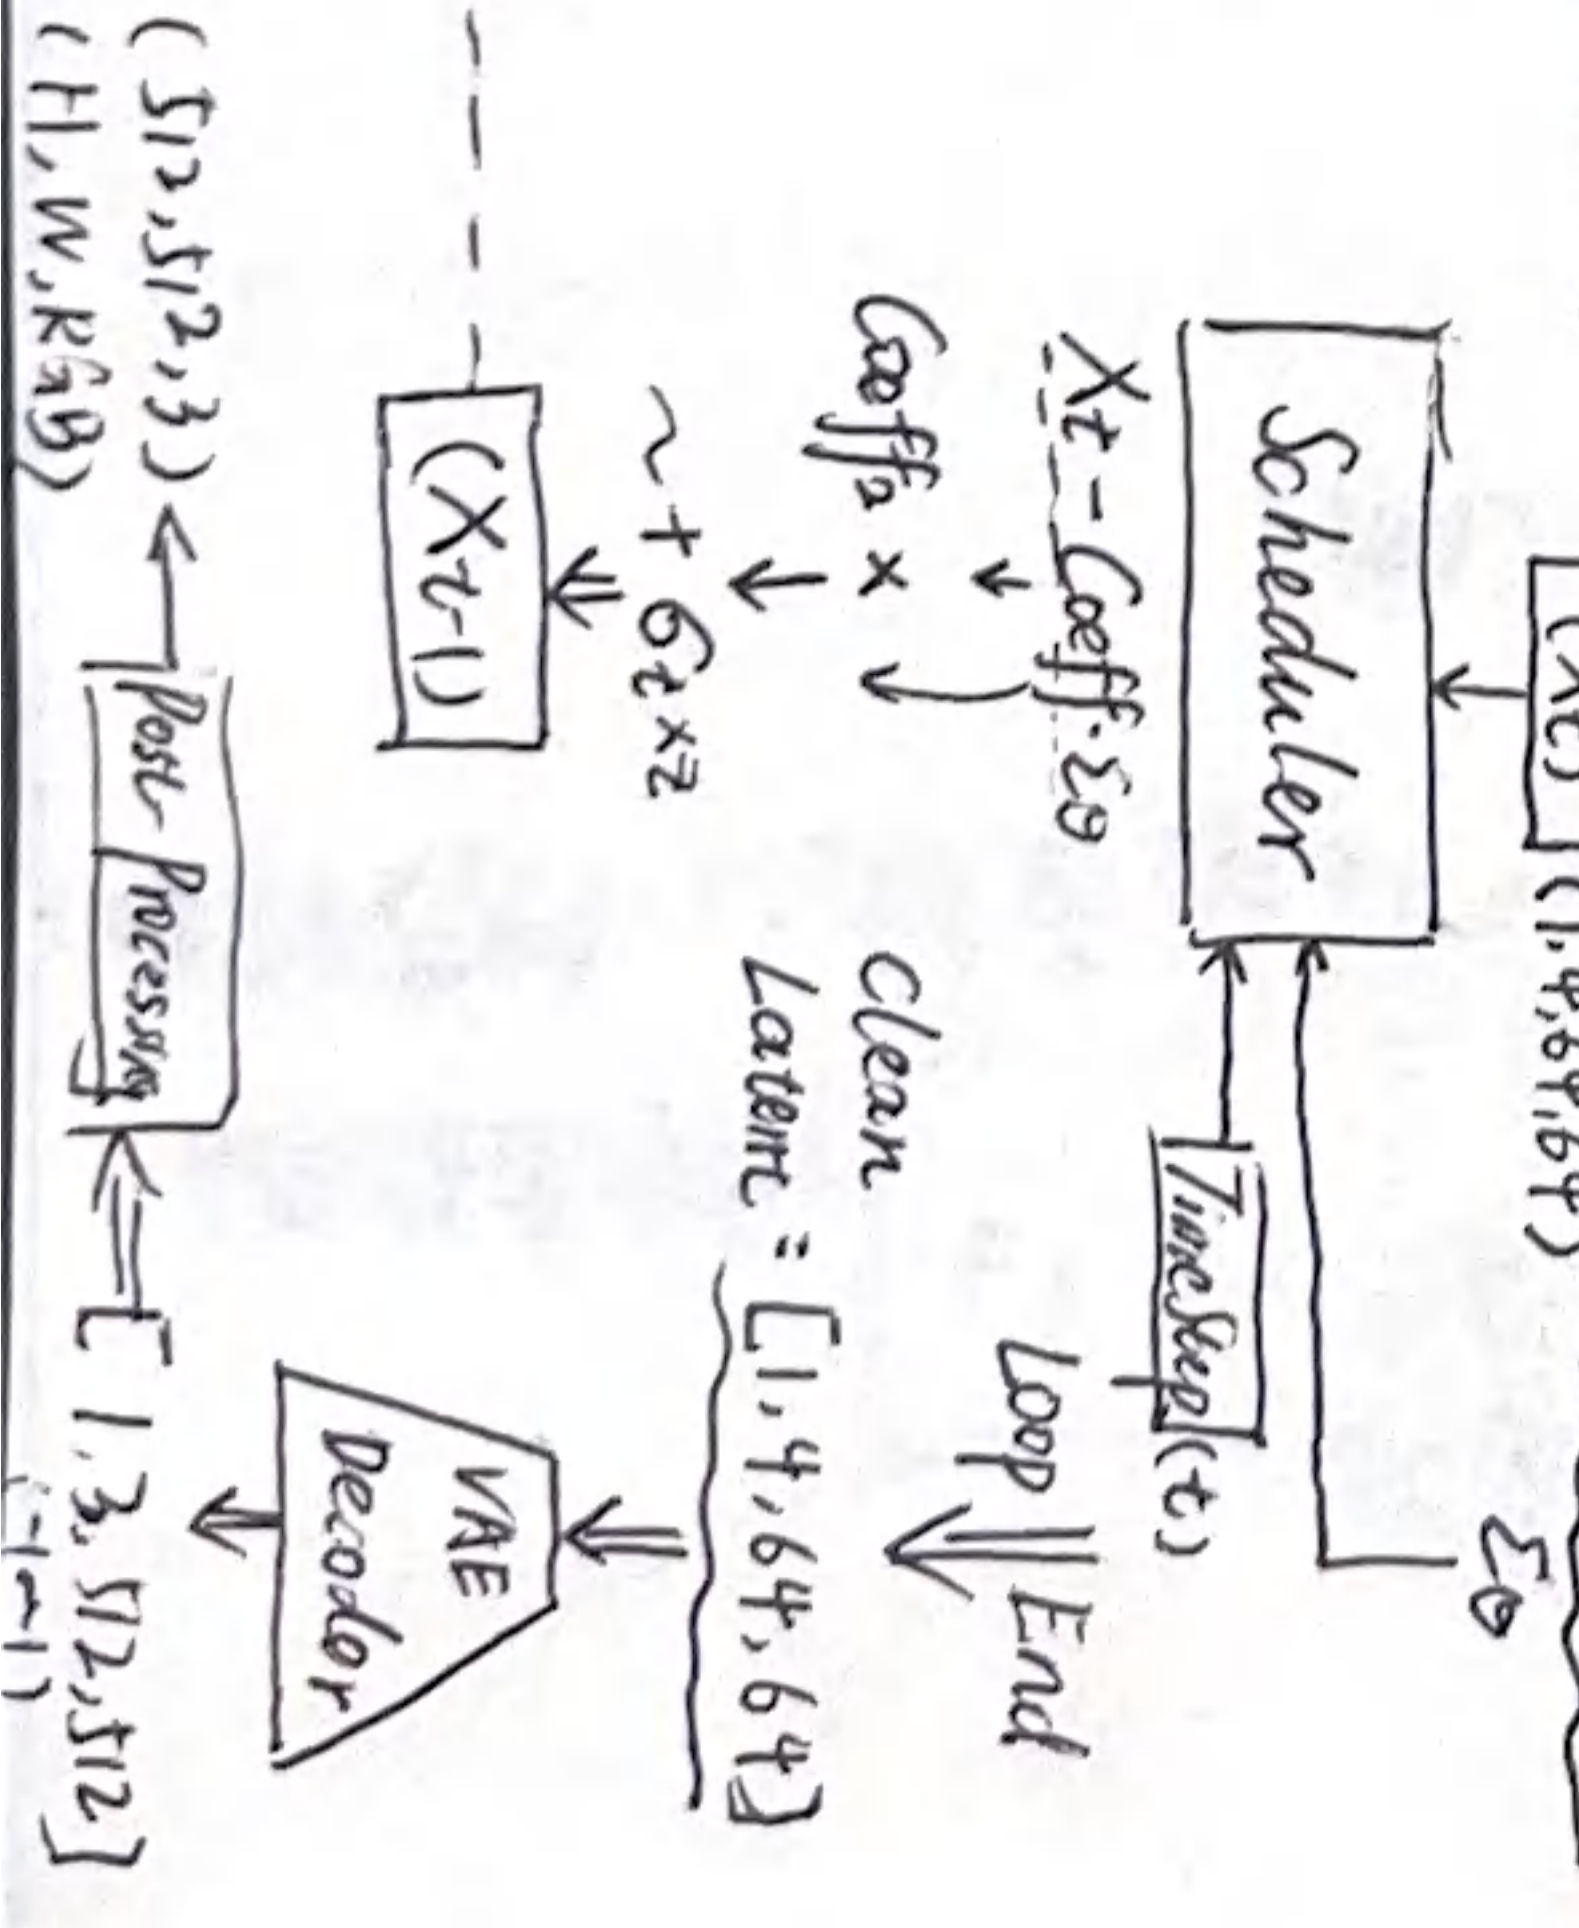 (Xt) (1,4,64,64)
εθ
Scheduler
TimeStep (t)
Xt - Coeff·εθ
Loop End
Coeff2 x
Clean
Latent = [1,4,64,64]
~ + σt x z
(Xt-1)
VAE
Decoder
(512,512,3) Post-Processing [1,3,512,512]
(H,W,RGB) (-1~1)